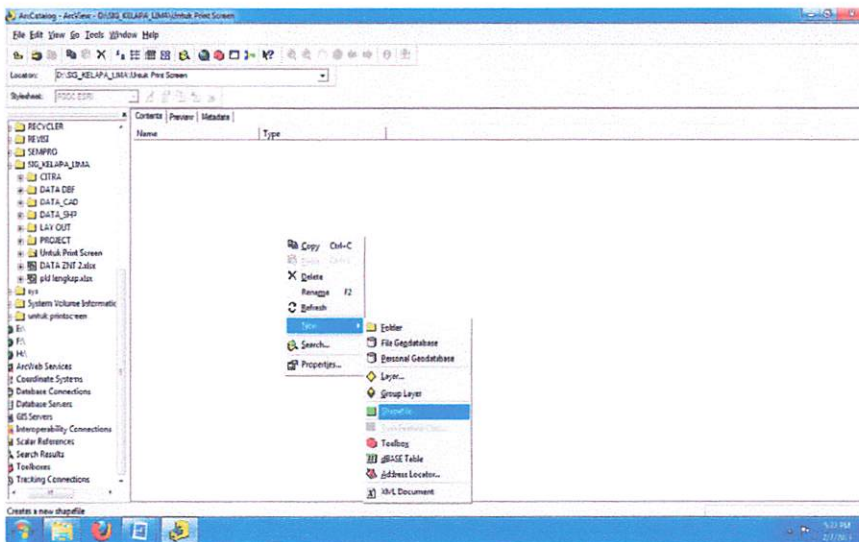 ArcCatalog - ArcView - D:\SIG_KELAPA_LIMA\Untuk Print Screen
File Edit View Go Tools Window Help
Location: D:\SIG_KELAPA_LIMA\Untuk Print Screen
Stylesheet: FGDC ESRI
Contents Preview Metadata
Name Type
RECYCLER
REVISI
SEMPRO
SIG_KELAPA_LIMA
CITRA
DATA DBF
DATA_CAD
DATA_SHP
LAY OUT
PROJECT
Untuk Print Screen
DATA ZNT 2.xlsx
pld lengkap.xlsx
sys
System Volume Informatic
untuk printscreen
E:\
F:\
H:\
ArcWeb Services
Coordinate Systems
Database Connections
Database Servers
GIS Servers
Interoperability Connections
Scalar References
Search Results
Toolboxes
Tracking Connections
Copy Ctrl+C
Delete
Rename F2
Refresh
New
Search...
Properties...
Folder
File Geodatabase
Personal Geodatabase
Layer...
Group Layer
Shapefile...
Toolbox
dBASE Table
Address Locator...
XML Document
Creates a new shapefile